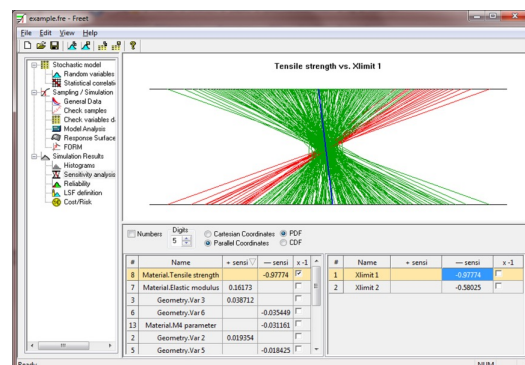 example.fre - Freet
File Edit View Help
Stochastic model
Random variables
Statistical correlati
Sampling / Simulation
General Data
Check samples
Check variables d
Model Analysis
Response Surface
FORM
Simulation Results
Histograms
Sensitivity analysis
Reliability
LSF definition
Cost/Risk
Tensile strength vs. Xlimit 1
Numbers
Digits
5
Cartesian Coordinates
Parallel Coordinates
PDF
CDF
# Name + sensi — sensi x -1
8 Material.Tensile strength -0.97774
7 Material.Elastic modulus 0.16173
3 Geometry.Var 3 0.038712
6 Geometry.Var 6 -0.035449
13 Material.M4 parameter -0.031161
2 Geometry.Var 2 0.019354
5 Geometry.Var 5 -0.018425
# Name + sensi — sensi x -1
1 Xlimit 1 -0.97774
2 Xlimit 2 -0.58025
Ready NUM